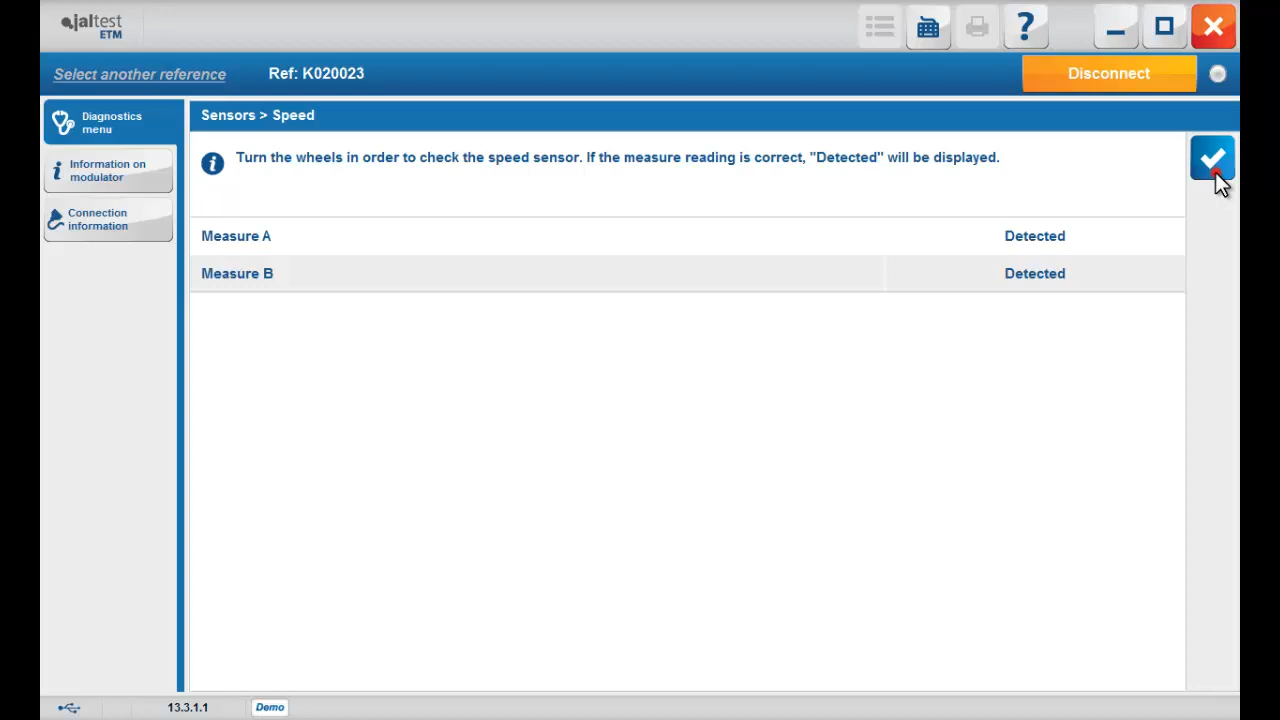 jaltest
ETM
?
Select another reference
Ref: K020023
Disconnect
Diagnostics
menu
Information on
modulator
Connection
information
Sensors > Speed
Turn the wheels in order to check the speed sensor. If the measure reading is correct, "Detected" will be displayed.
Measure A Detected
Measure B Detected
13.3.1.1 Demo